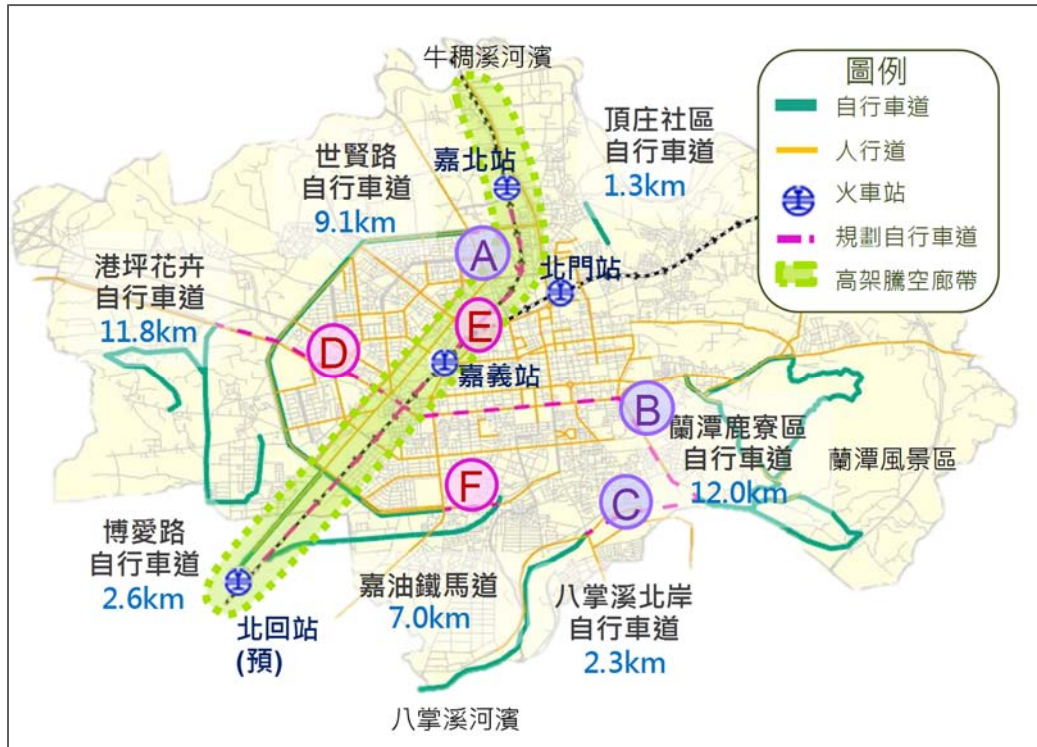 牛稠溪河濱
圖例
自行車道
人行道
火車站
規劃自行車道
高架騰空廊帶
頂庄社區
自行車道
1.3km
世賢路
自行車道
9.1km
嘉北站
A
北門站
港坪花卉
自行車道
11.8km
E
D
嘉義站
B
蘭潭鹿寮區
自行車道
12.0km
蘭潭風景區
F
C
博愛路
自行車道
2.6km
嘉油鐵馬道
7.0km
八掌溪北岸
自行車道
2.3km
北回站
(預)
八掌溪河濱